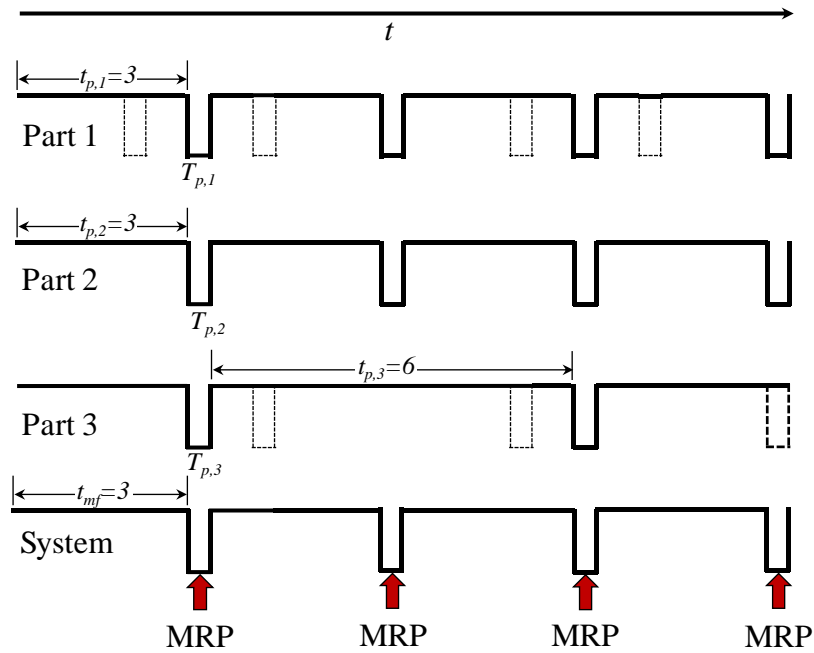 t
t_{p,1}=3
Part 1
T_{p,1}
t_{p,2}=3
Part 2
T_{p,2}
t_{p,3}=6
Part 3
T_{p,3}
t_{mf}=3
System
MRP MRP MRP MRP